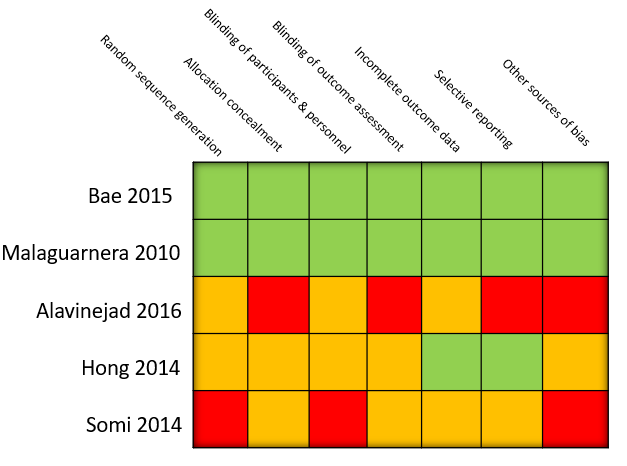 Random sequence generation
Allocation concealment
Blinding of participants & personnel
Blinding of outcome assessment
Incomplete outcome data
Selective reporting
Other sources of bias
Bae 2015
Malaguarnera 2010
Alavinejad 2016
Hong 2014
Somi 2014